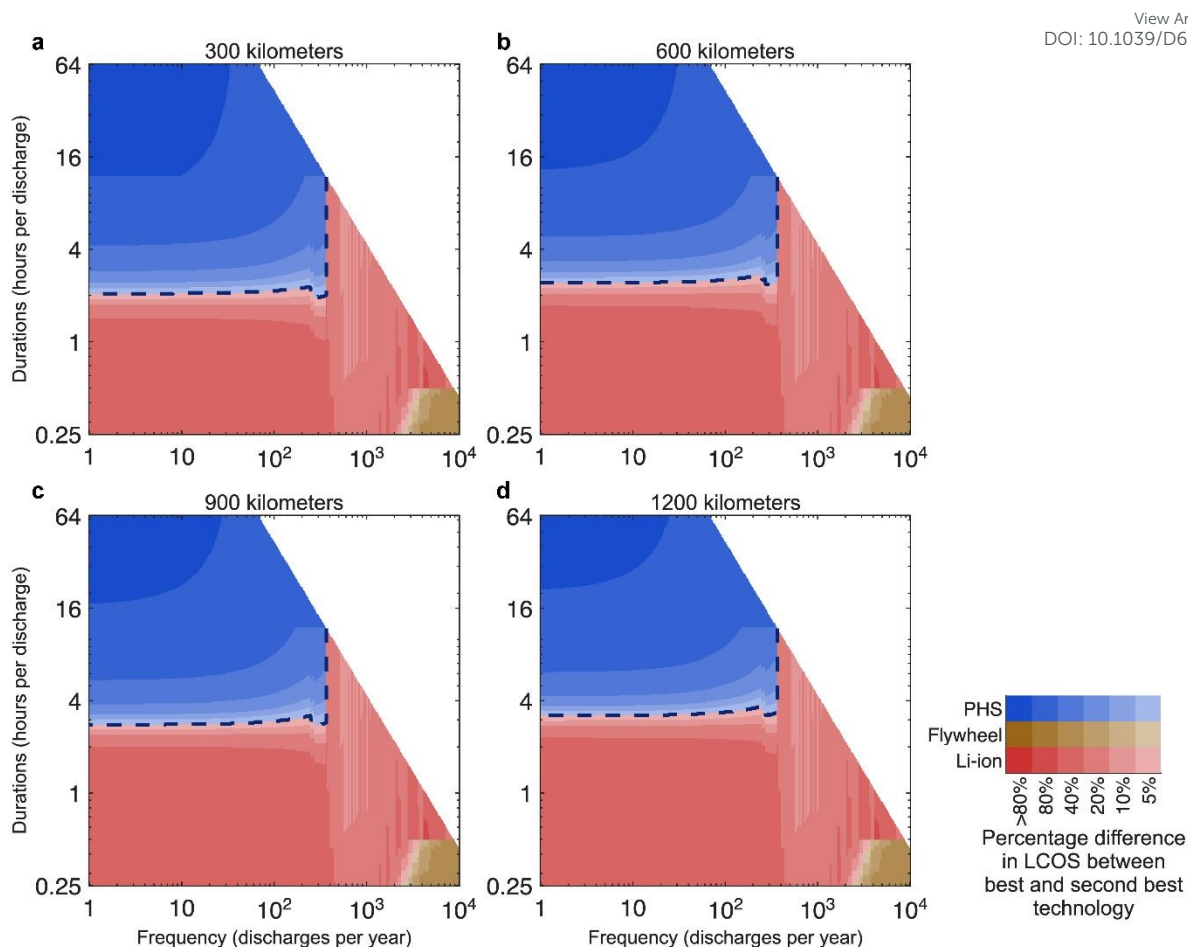 View Ar
DOI: 10.1039/D6
a
300 kilometers
b
600 kilometers
64
16
4
1
0.25
Durations (hours per discharge)
1
10
10²
10³
10⁴
64
16
4
1
0.25
1
10
10²
10³
10⁴
c
900 kilometers
d
1200 kilometers
64
16
4
1
0.25
Durations (hours per discharge)
1
10
10²
10³
10⁴
Frequency (discharges per year)
64
16
4
1
0.25
1
10
10²
10³
10⁴
Frequency (discharges per year)
PHS
Flywheel
Li-ion
>80%
80%
40%
20%
10%
5%
Percentage difference
in LCOS between
best and second best
technology